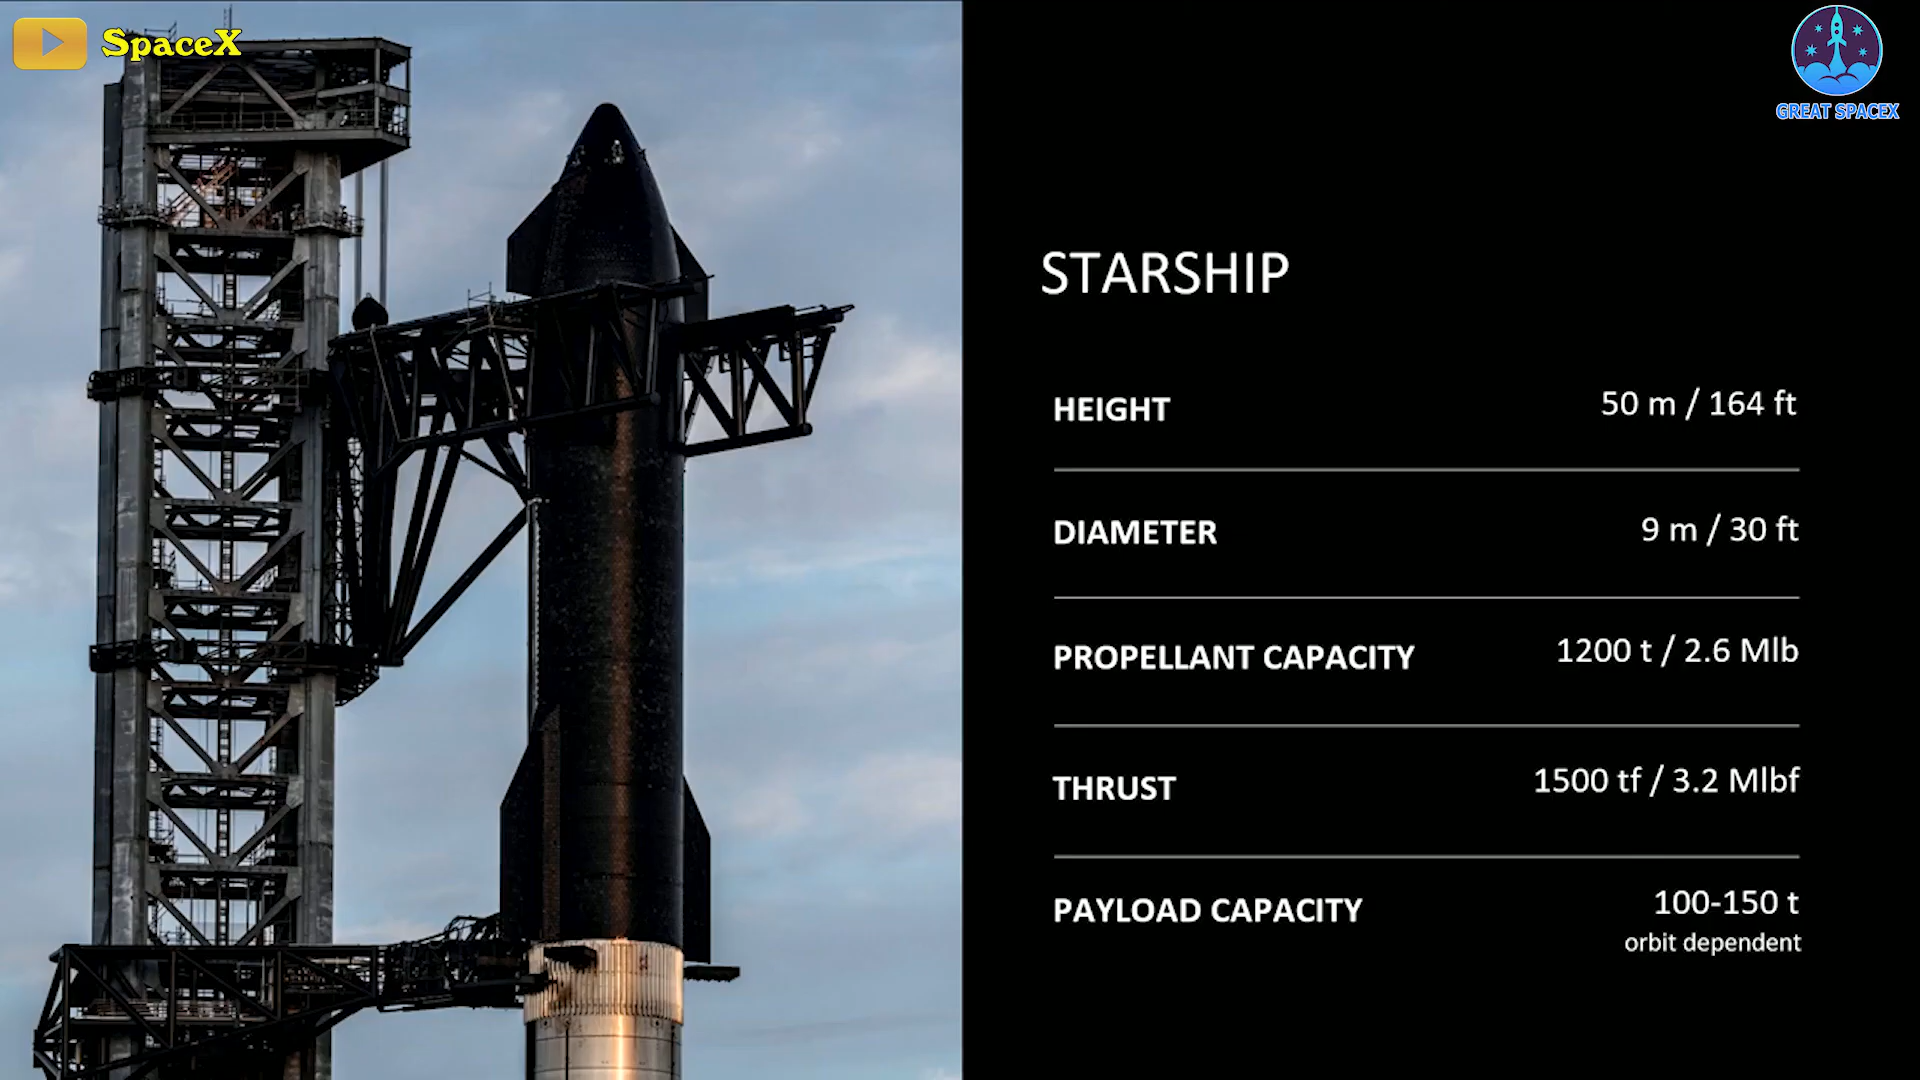 SpaceX
GREAT SPACEX
STARSHIP
HEIGHT 50 m / 164 ft
DIAMETER 9 m / 30 ft
PROPELLANT CAPACITY 1200 t / 2.6 Mlb
THRUST 1500 tf / 3.2 Mlbf
PAYLOAD CAPACITY 100-150 t
orbit dependent